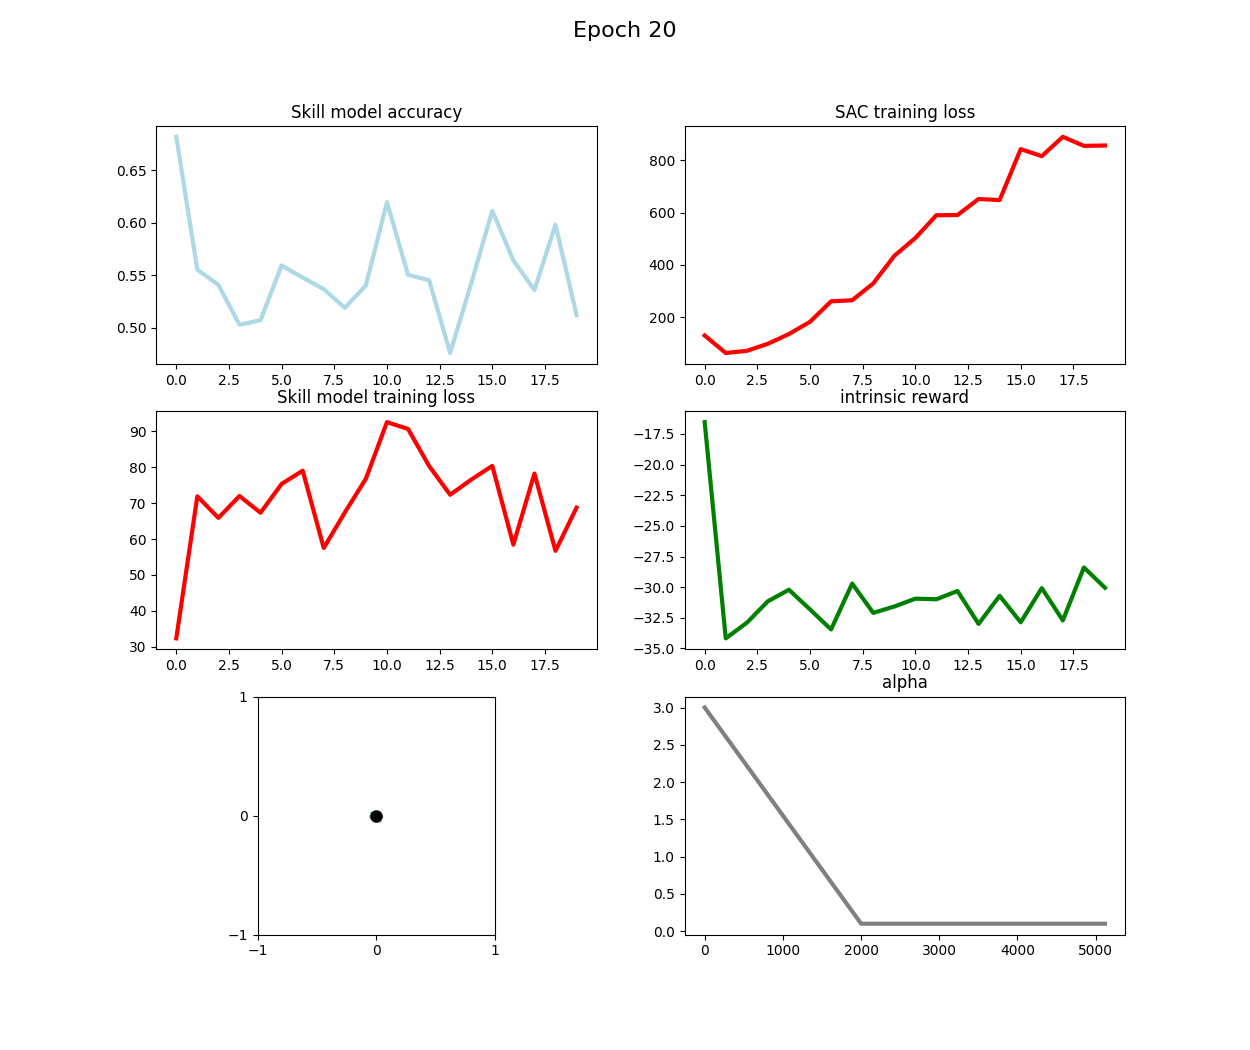 Epoch 20
Skill model accuracy
0.65
0.60
0.55
0.50
0.0 2.5 5.0 7.5 10.0 12.5 15.0 17.5
SAC training loss
800
600
400
200
0.0 2.5 5.0 7.5 10.0 12.5 15.0 17.5
Skill model training loss
90
80
70
60
50
40
30
0.0 2.5 5.0 7.5 10.0 12.5 15.0 17.5
intrinsic reward
−17.5
−20.0
−22.5
−25.0
−27.5
−30.0
−32.5
−35.0
0.0 2.5 5.0 7.5 10.0 12.5 15.0 17.5
1
0
−1
−1 0 1
alpha
3.0
2.5
2.0
1.5
1.0
0.5
0.0
0 1000 2000 3000 4000 5000